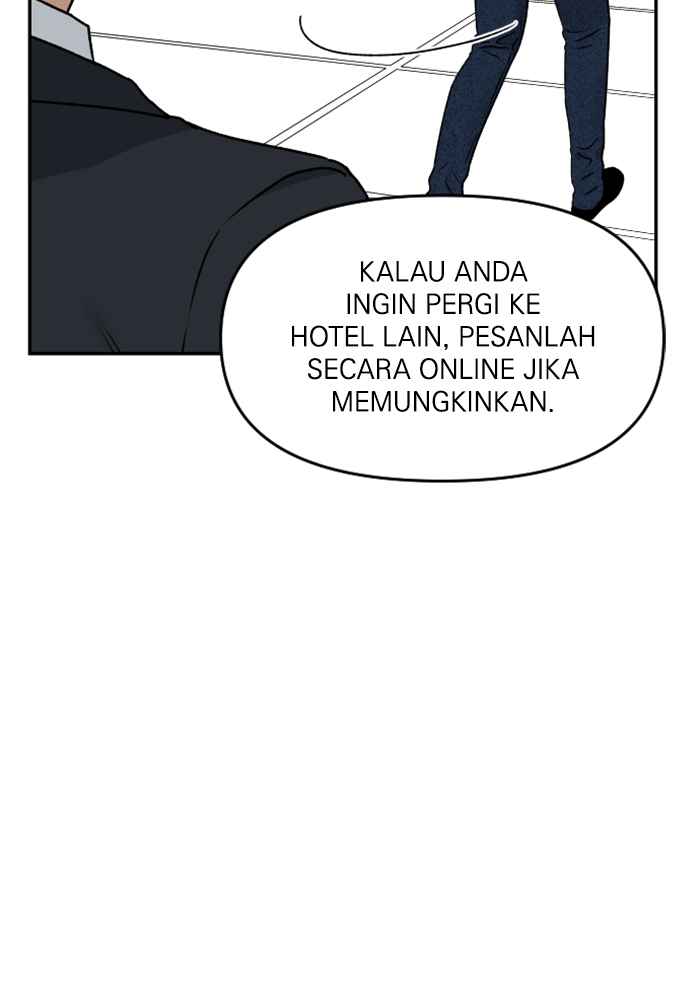 KALAU ANDA
INGIN PERGI KE
HOTEL LAIN, PESANLAH
SECARA ONLINE JIKA
MEMUNGKINKAN.